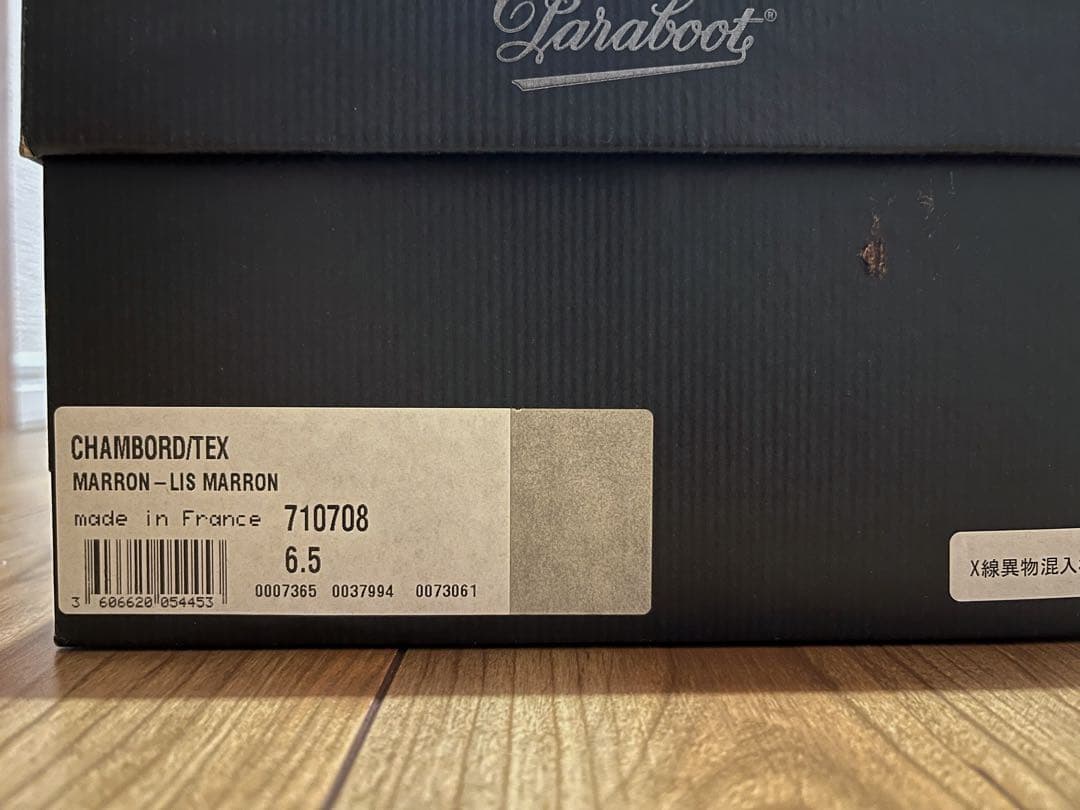 Paraboot®
CHAMBORD/TEX
MARRON–LIS MARRON
made in France 710708
6.5
0007365 0037994 0073061
3 606620 054453
X線異物混入